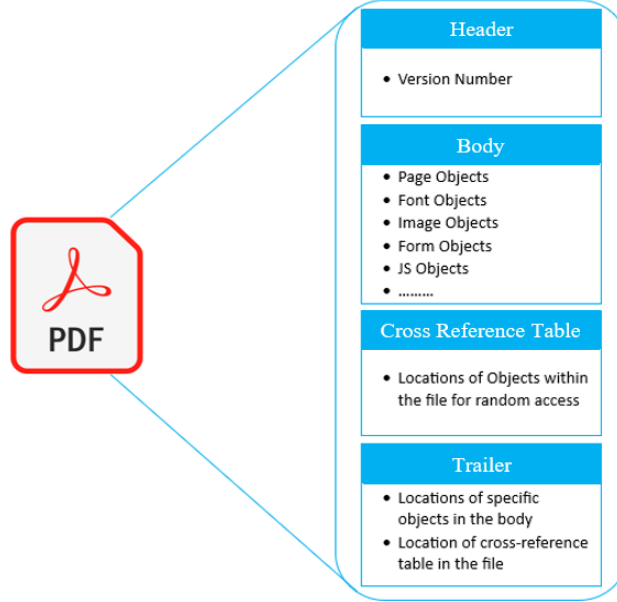 Header
• Version Number
Body
• Page Objects
• Font Objects
• Image Objects
• Form Objects
• JS Objects
• .........
PDF
Cross Reference Table
• Locations of Objects within
the file for random access
Trailer
• Locations of specific
objects in the body
• Location of cross-reference
table in the file